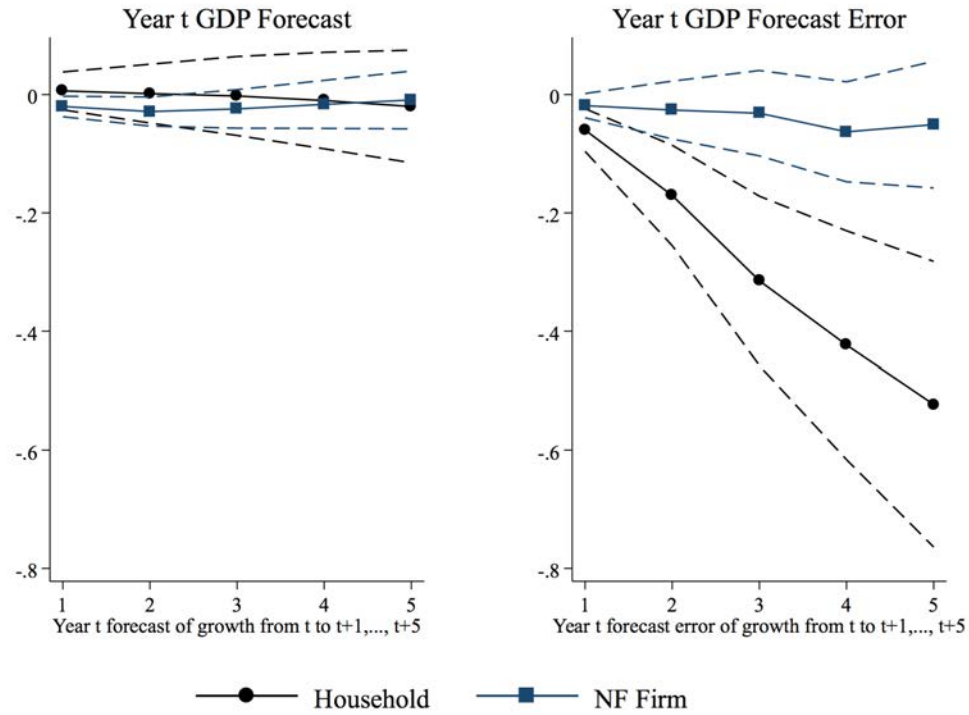 Year t GDP Forecast
0
-.2
-.4
-.6
-.8
1 2 3 4 5
Year t forecast of growth from t to t+1,..., t+5
Year t GDP Forecast Error
0
-.2
-.4
-.6
-.8
1 2 3 4 5
Year t forecast error of growth from t to t+1,..., t+5
Household NF Firm